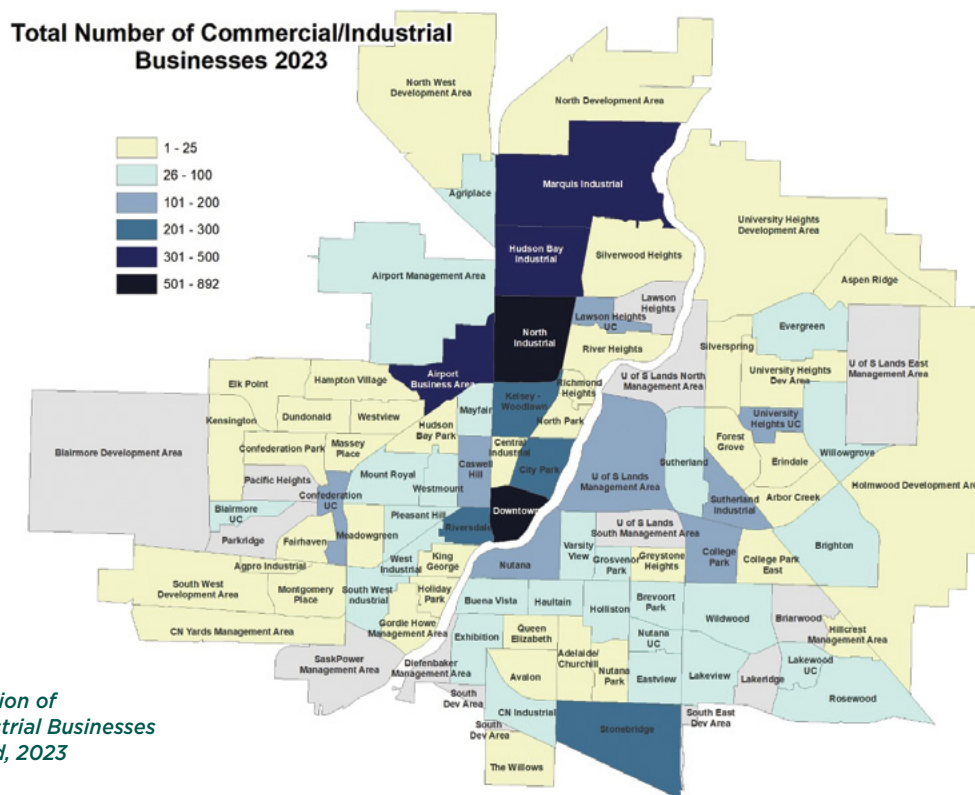 Total Number of Commercial/Industrial
Businesses 2023
1 - 25
26 - 100
101 - 200
201 - 300
301 - 500
501 - 892
North West
Development Area
North Development Area
Agriplace
Marquis Industrial
University Heights
Development Area
Hudson Bay
Industrial
Silverwood Heights
Airport Management Area
Aspen Ridge
Lawson
Heights
Lawson Heights
UC
Evergreen
North
Industrial
River Heights
Silverspring
U of S Lands East
Management Area
Airport
Business Area
U of S Lands North
Management Area
University Heights
Dev Area
Elk Point
Hampton Village
Richmond
Heights
Kelsey -
Woodlawn
Mayfair
Kensington
Dundonald
Westview
Hudson
Bay Park
North Park
University
Heights UC
Forest
Grove
Willowgrove
Blairmore Development Area
Confederation Park
Massey
Place
Central
Industrial
Caswell
Hill
City Park
U of S Lands
Management Area
Sutherland
Erindale
Pacific Heights
Mount Royal
Westmount
Holmwood Development Area
Confederation
UC
Sutherland
Industrial
Arbor Creek
Blairmore
UC
Pleasant Hill
Downtown
Riversdale
U of S Lands
South Management Area
Parkridge
Fairhaven
Meadowgreen
Varsity
View
College
Park
Brighton
Agpro Industrial
West
Industrial
King
George
Nutana
Grosvenor
Park
Greystone
Heights
College Park
East
South West
Development Area
Montgomery
Place
South West
Industrial
Holiday
Park
Buena Vista
Haultain
Holliston
Brevoort
Park
Wildwood
Briarwood
CN Yards Management Area
Gordie Howe
Management Area
Exhibition
Queen
Elizabeth
Nutana
UC
Hillcrest
Management Area
SaskPower
Management Area
Diefenbaker
Management Area
Adelaide/
Churchill
Avalon
Nutana
Park
Eastview
Lakeview
Lakeridge
Lakewood
UC
Rosewood
South
Dev Area
CN Industrial
South East
Dev Area
South
Dev Area
Stonebridge
The Willows
ion of
strial Businesses
d, 2023